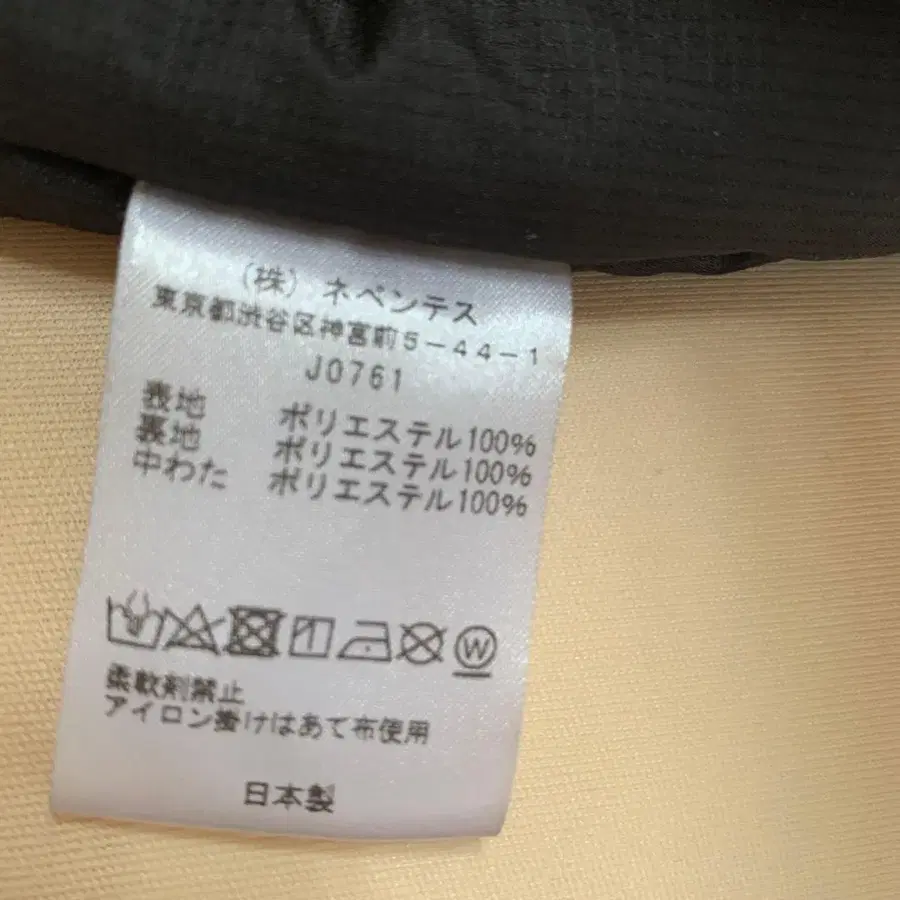 (株) ネペンテス
東京都渋谷区神宮前5-44-1
J0761
表地 ポリエステル100%
裏地 ポリエステル100%
中わた ポリエステル100%
W
柔軟剤禁止
アイロン掛けはあて布使用
日本製